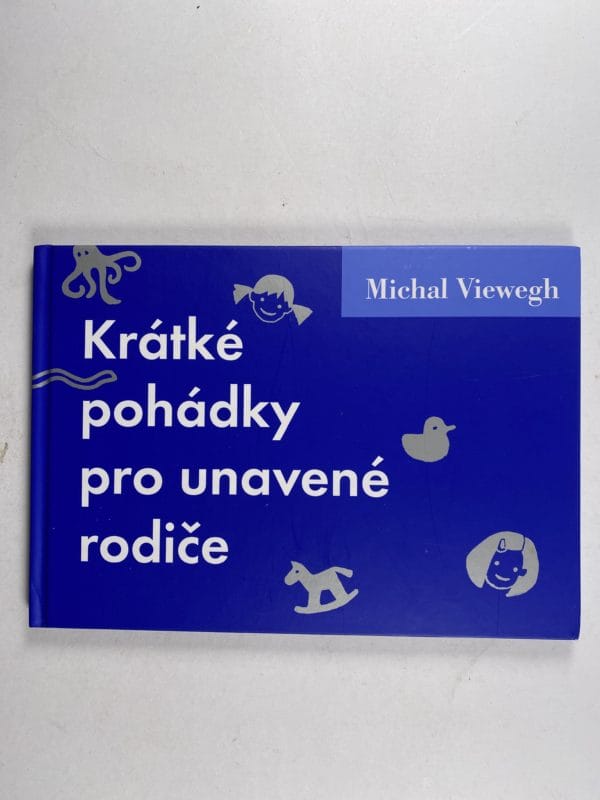 Michal Viewegh
Krátké
pohádky
pro unavené
rodiče